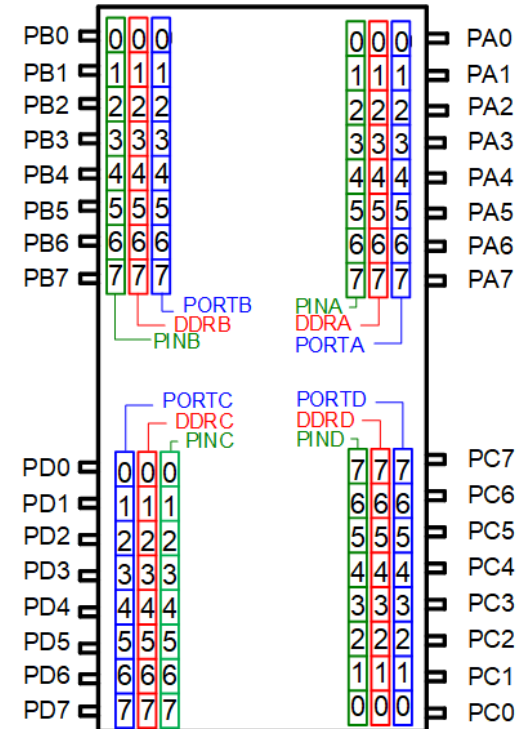 PB0 0 0 0 0 0 0 PA0
PB1 1 1 1 1 1 1 PA1
PB2 2 2 2 2 2 2 PA2
PB3 3 3 3 3 3 3 PA3
PB4 4 4 4 4 4 4 PA4
PB5 5 5 5 5 5 5 PA5
PB6 6 6 6 6 6 6 PA6
PB7 7 7 7 7 7 7 PA7
PORTB PINA
DDRB DDRA
PINB PORTA
PORTC PORTD
DDRC DDRD
PINC PIND
PD0 0 0 0 7 7 7 PC7
PD1 1 1 1 6 6 6 PC6
PD2 2 2 2 5 5 5 PC5
PD3 3 3 3 4 4 4 PC4
PD4 4 4 4 3 3 3 PC3
PD5 5 5 5 2 2 2 PC2
PD6 6 6 6 1 1 1 PC1
PD7 7 7 7 0 0 0 PC0